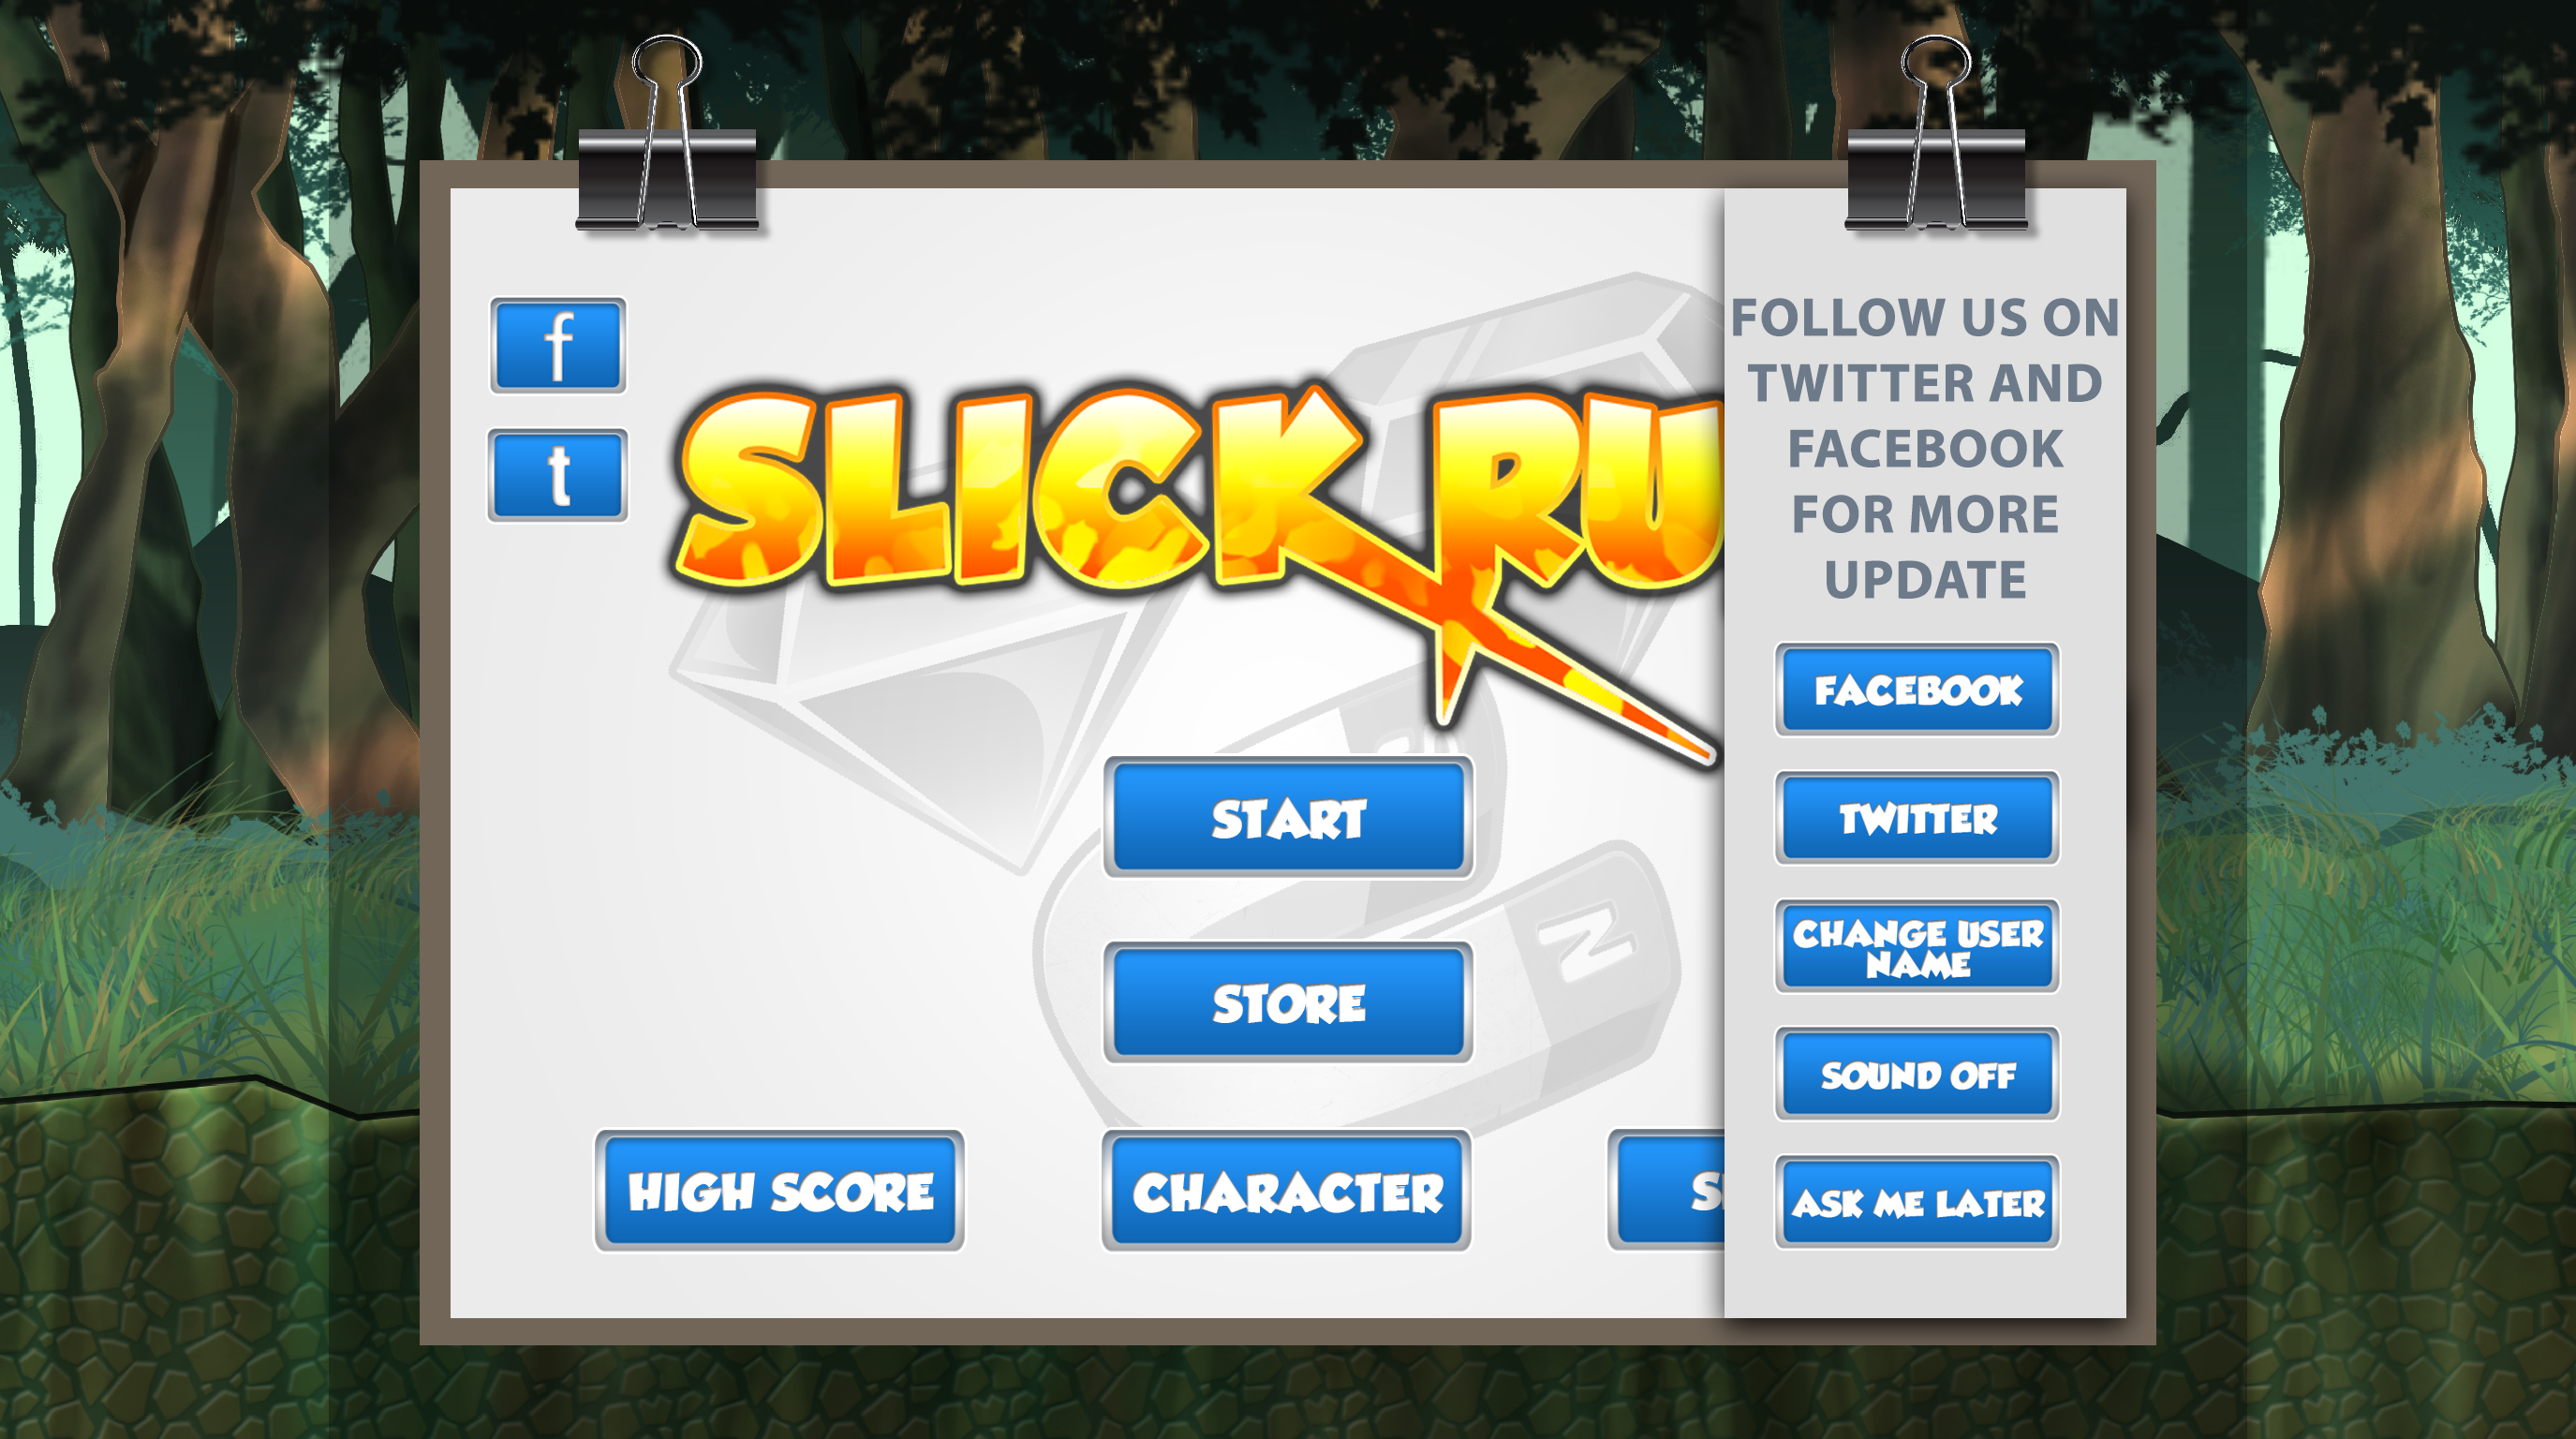 f
t
SLICK RU
START
STORE
HIGH SCORE
CHARACTER
S
N
FOLLOW US ON
TWITTER AND
FACEBOOK
FOR MORE
UPDATE
FACEBOOK
TWITTER
CHANGE USER
NAME
SOUND OFF
ASK ME LATER